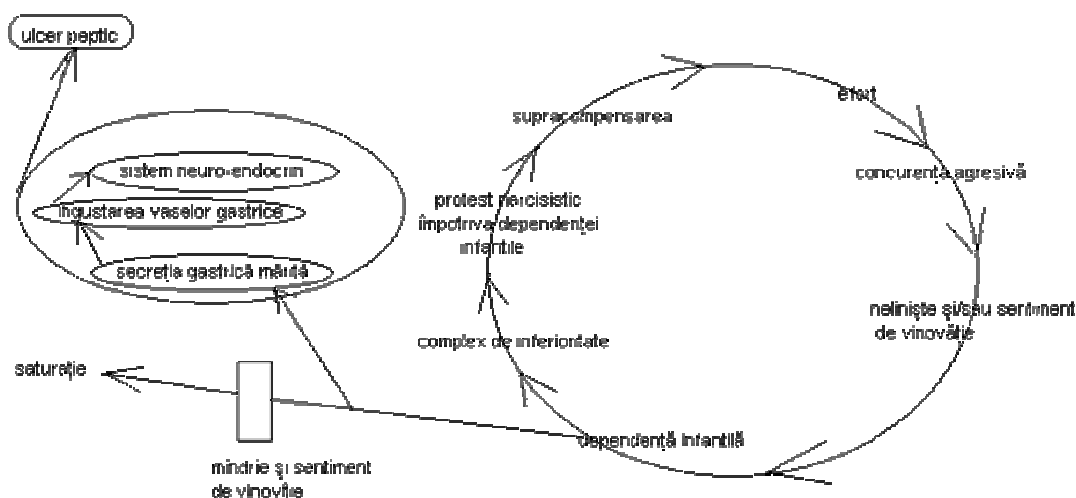 ulcer peptic
sistem neuro-endocrin
îngustarea vaselor gastrice
secreția gastrică mărită
saturație
mindrie și sentiment
de vinovăție
supracompensarea
efort
concurență agresivă
protest narcisistic
împotriva dependenței
infantile
neliniște și/sau sentiment
de vinovăție
complex de inferioritate
dependență infantilă